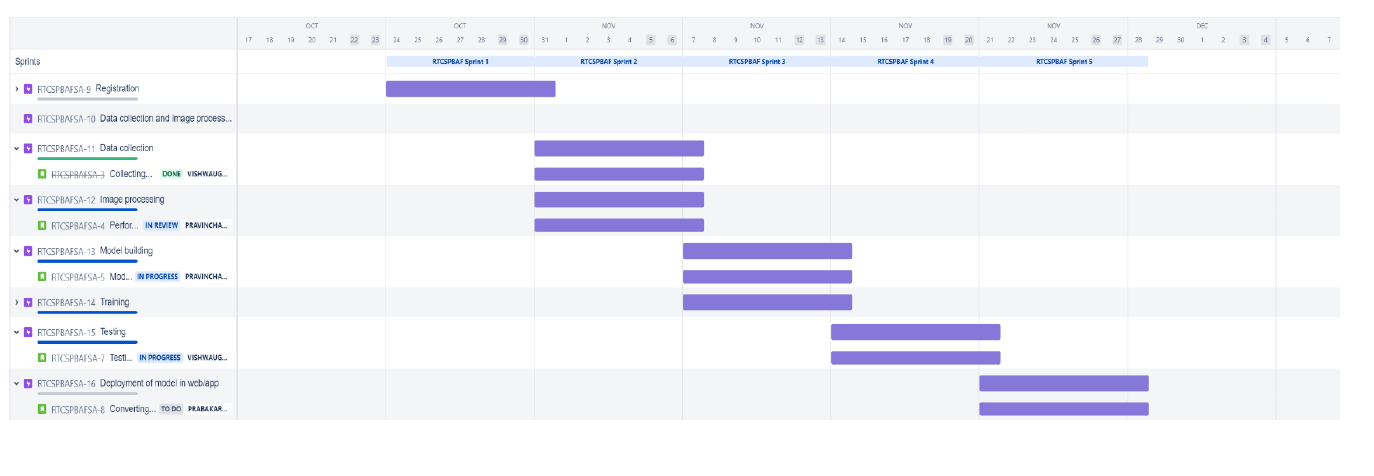 OCT OCT NOV NOV NOV NOV DEC
17 18 19 20 21 22 23 24 25 26 27 28 29 30 31 1 2 3 4 5 6 7 8 9 10 11 12 13 14 15 16 17 18 19 20 21 22 23 24 25 26 27 28 29 30 1 2 3 4 5 6 7
Sprints RTCSPBAF Sprint 1 RTCSPBAF Sprint 2 RTCSPBAF Sprint 3 RTCSPBAF Sprint 4 RTCSPBAF Sprint 5
RTCSPBAFSA-9 Registration
RTCSPBAFSA-10 Data collection and Image process...
RTCSPBAFSA-11 Data collection
RTCSPBAFSA-3 Collecting... DONE VISHWAUG...
RTCSPBAFSA-12 Image processing
RTCSPBAFSA-4 Perfor... IN REVIEW PRAVINCHA...
RTCSPBAFSA-13 Model building
RTCSPBAFSA-5 Mod... IN PROGRESS PRAVINCHA...
RTCSPBAFSA-14 Training
RTCSPBAFSA-15 Testing
RTCSPBAFSA-7 Testi... IN PROGRESS VISHWAUG...
RTCSPBAFSA-16 Deployment of model in web/app
RTCSPBAFSA-8 Converting... TO DO PRABAKAR...